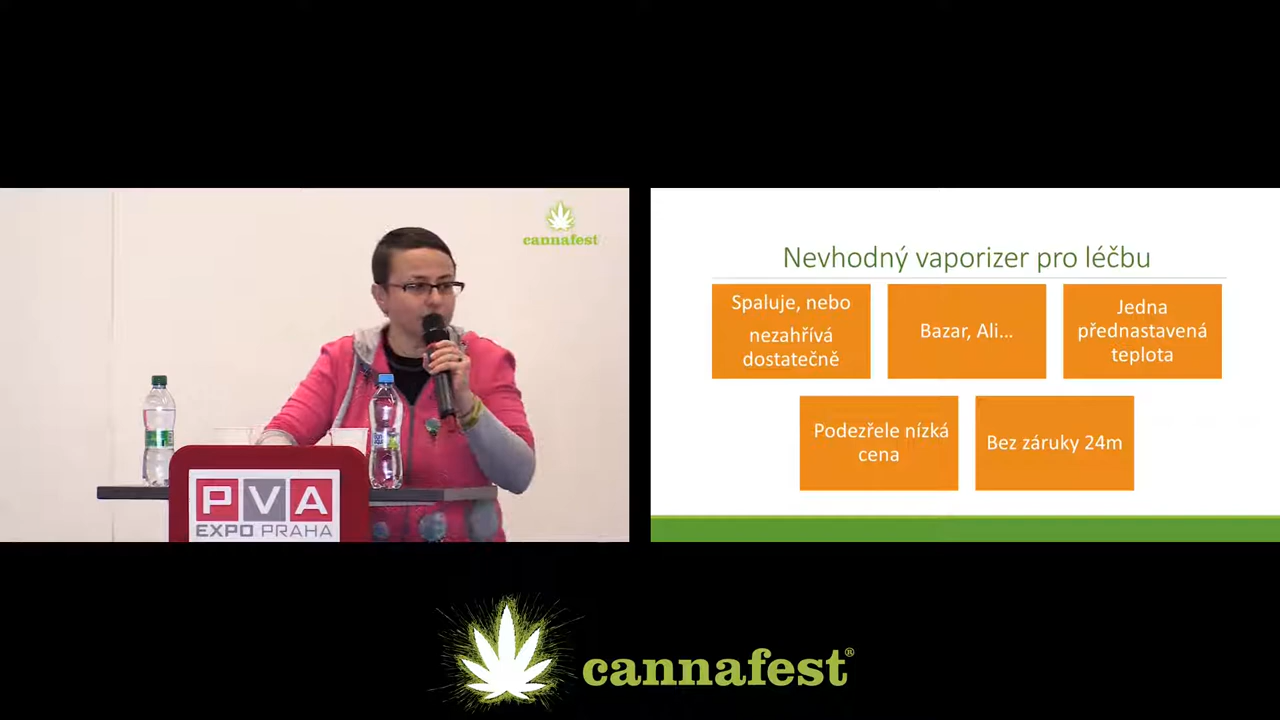 cannafest
PVA
EXPO PRAHA
Nevhodný vaporizer pro léčbu
Spaluje, nebo
nezahřívá
dostatečně
Bazar, Ali...
Jedna
přednastavená
teplota
Podezřele nízká
cena
Bez záruky 24m
cannafest®